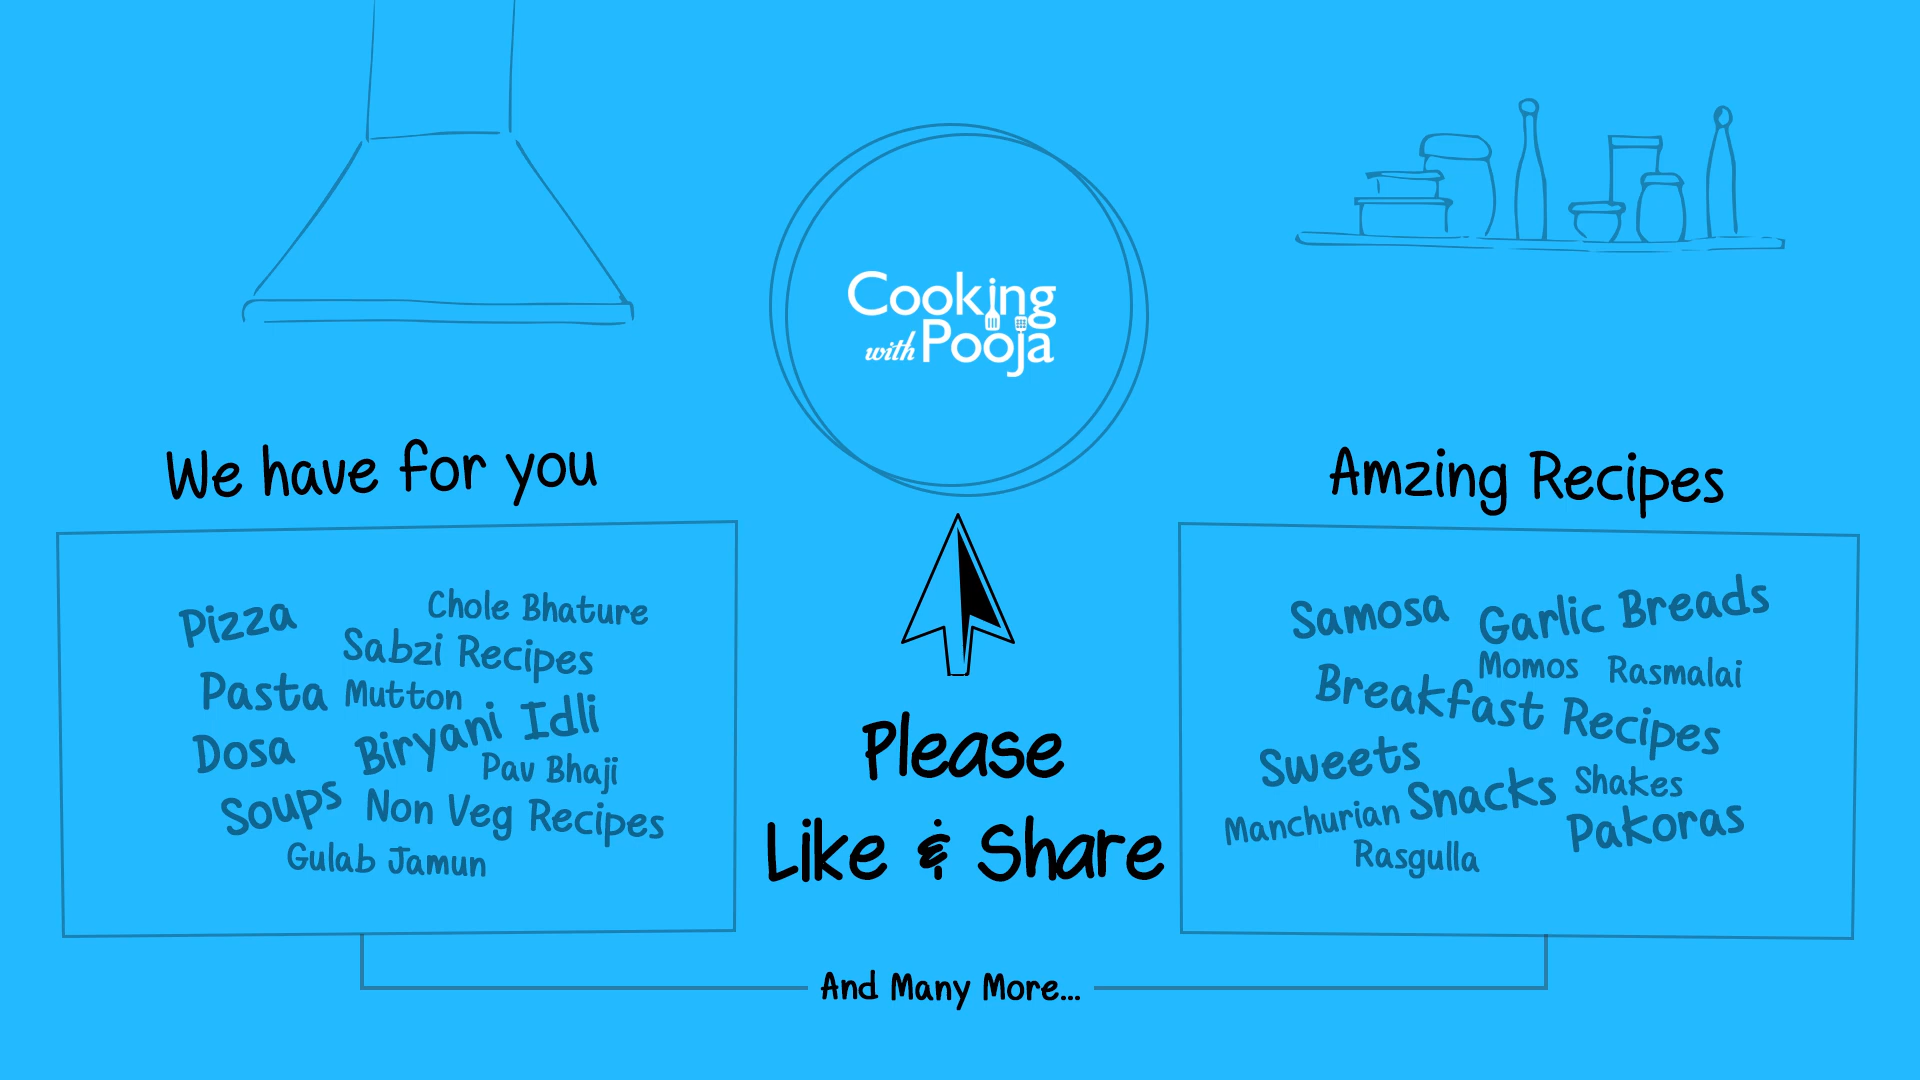 Cooking
with Pooja
We have for you
Pizza
Chole Bhature
Sabzi Recipes
Pasta
Mutton
Biryani
Idli
Dosa
Pav Bhaji
Soups
Non Veg Recipes
Gulab Jamun
Please
Like & Share
Amzing Recipes
Samosa
Garlic Breads
Momos
Rasmalai
Breakfast Recipes
Sweets
Snacks
Shakes
Manchurian
Pakoras
Rasgulla
And Many More...